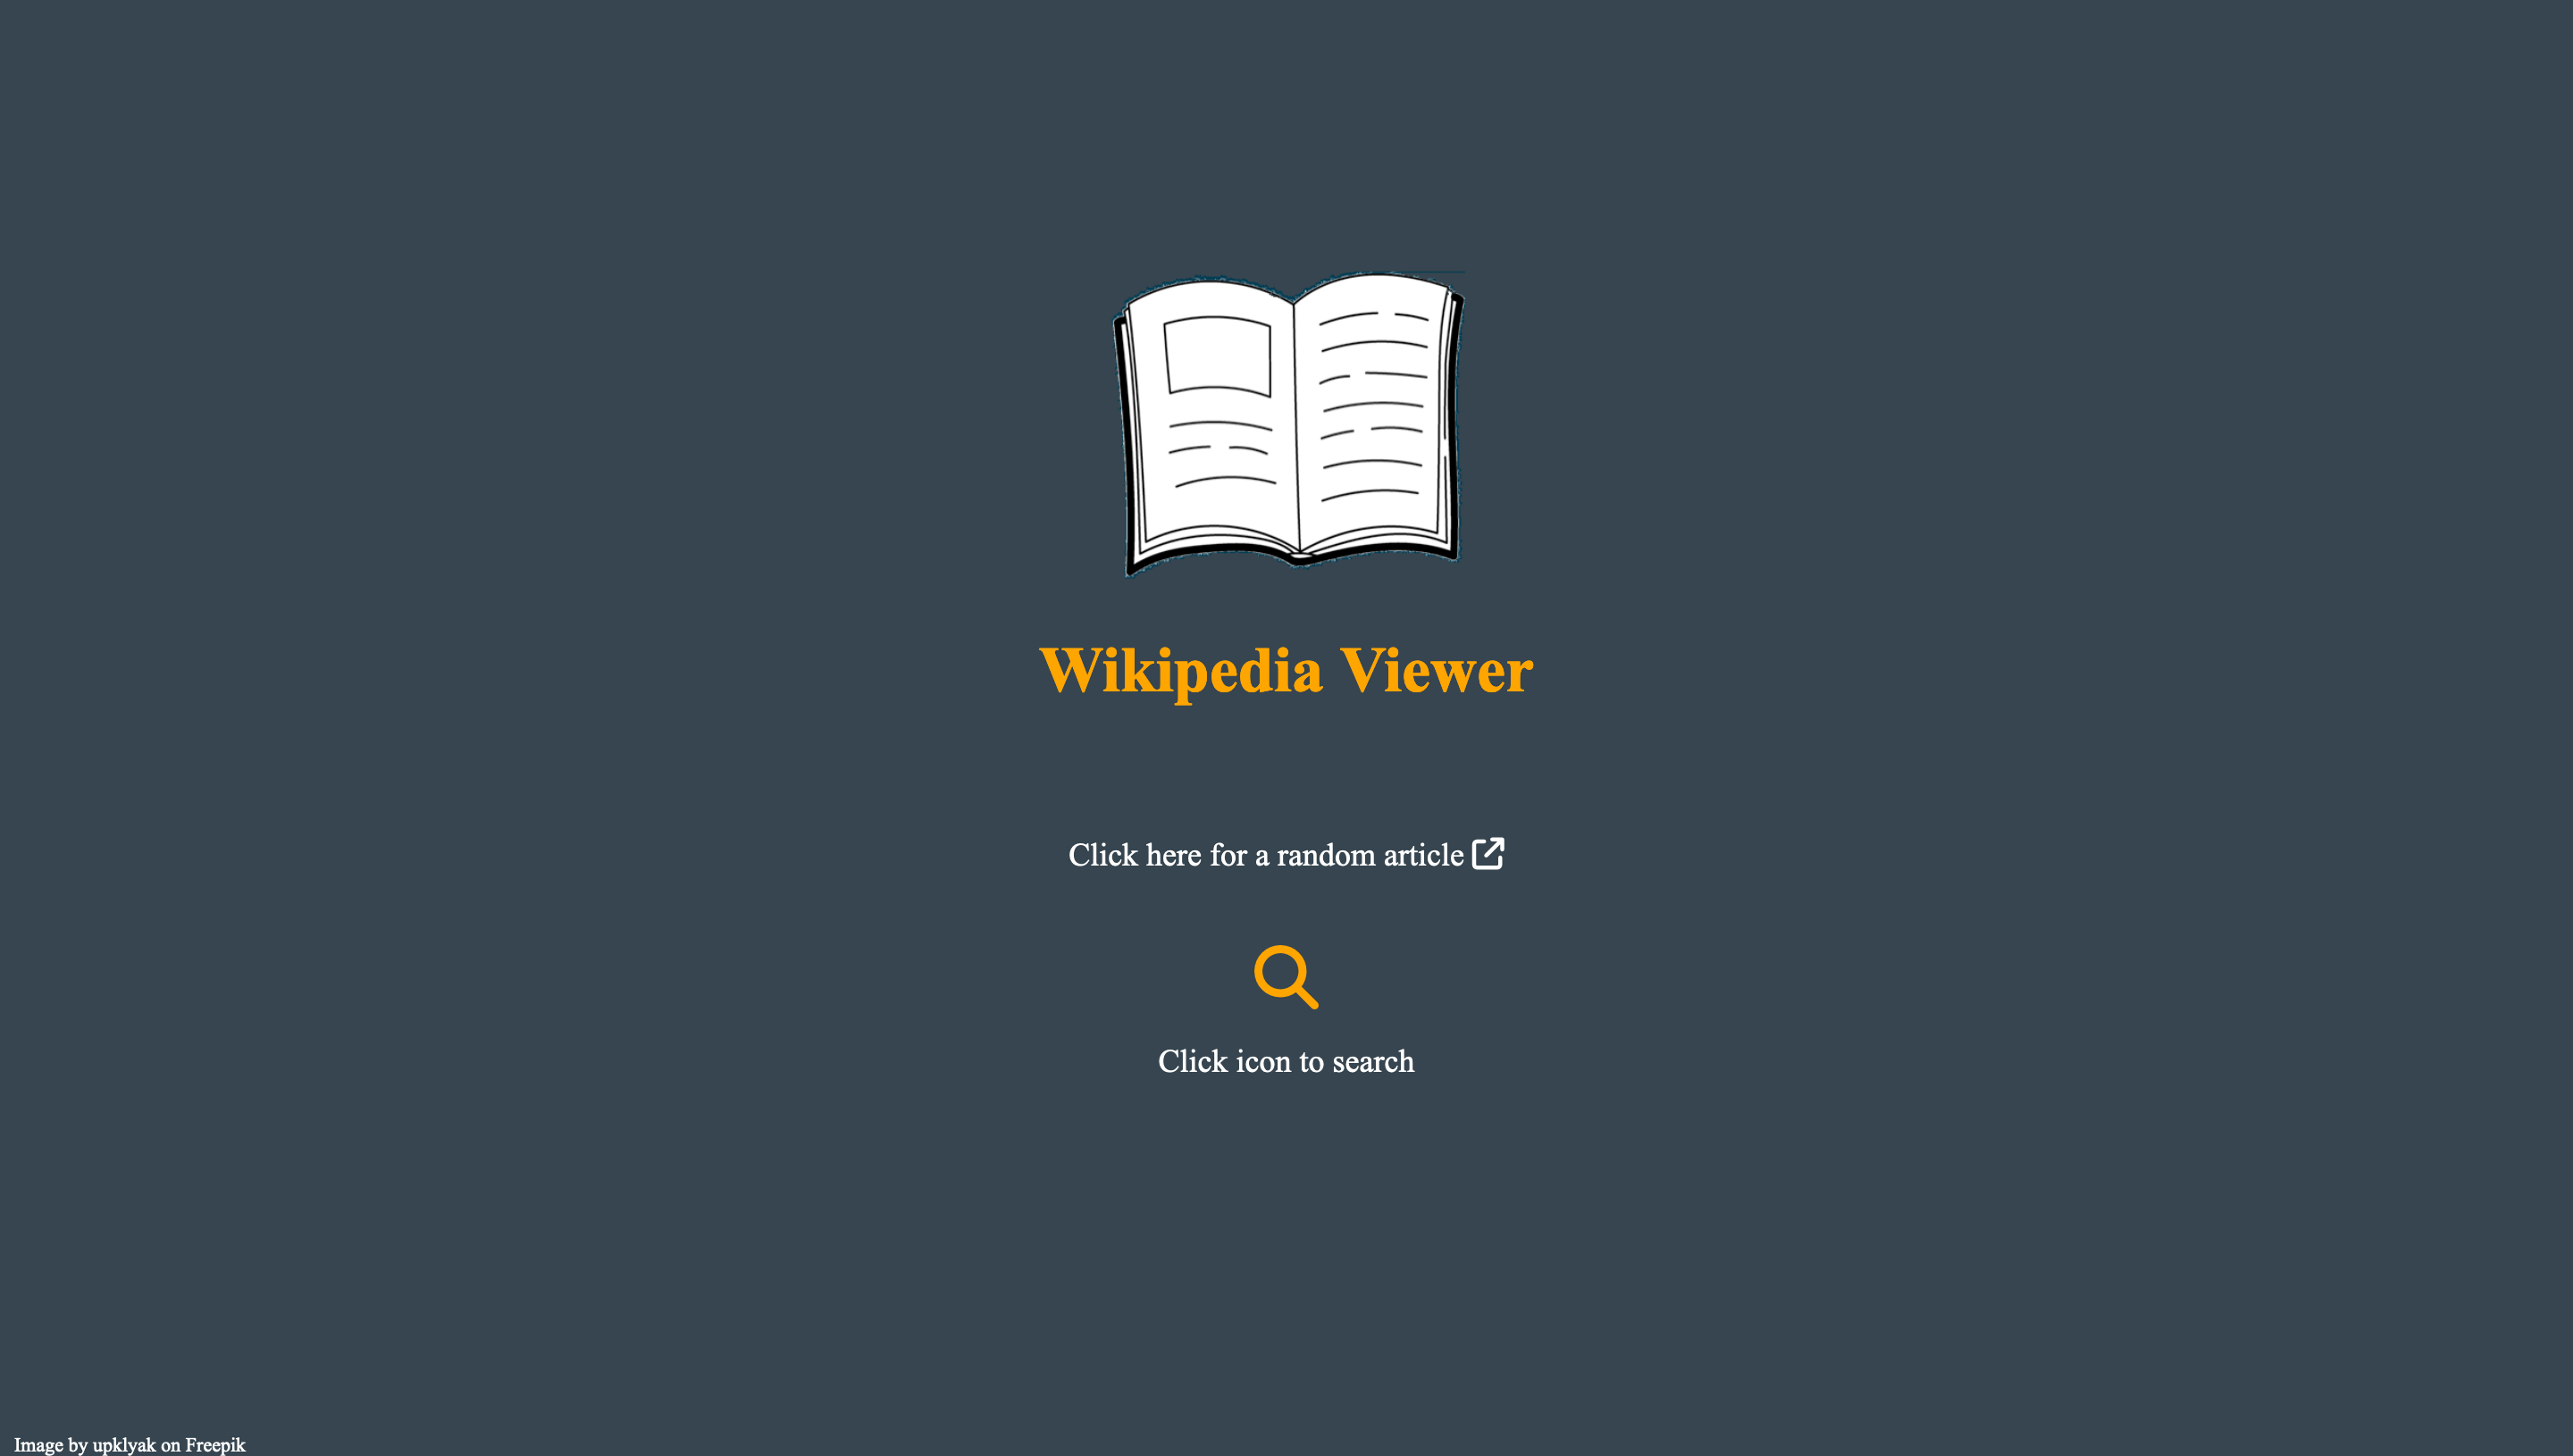 Wikipedia Viewer
Click here for a random article
Click icon to search
Image by upklyak on Freepik